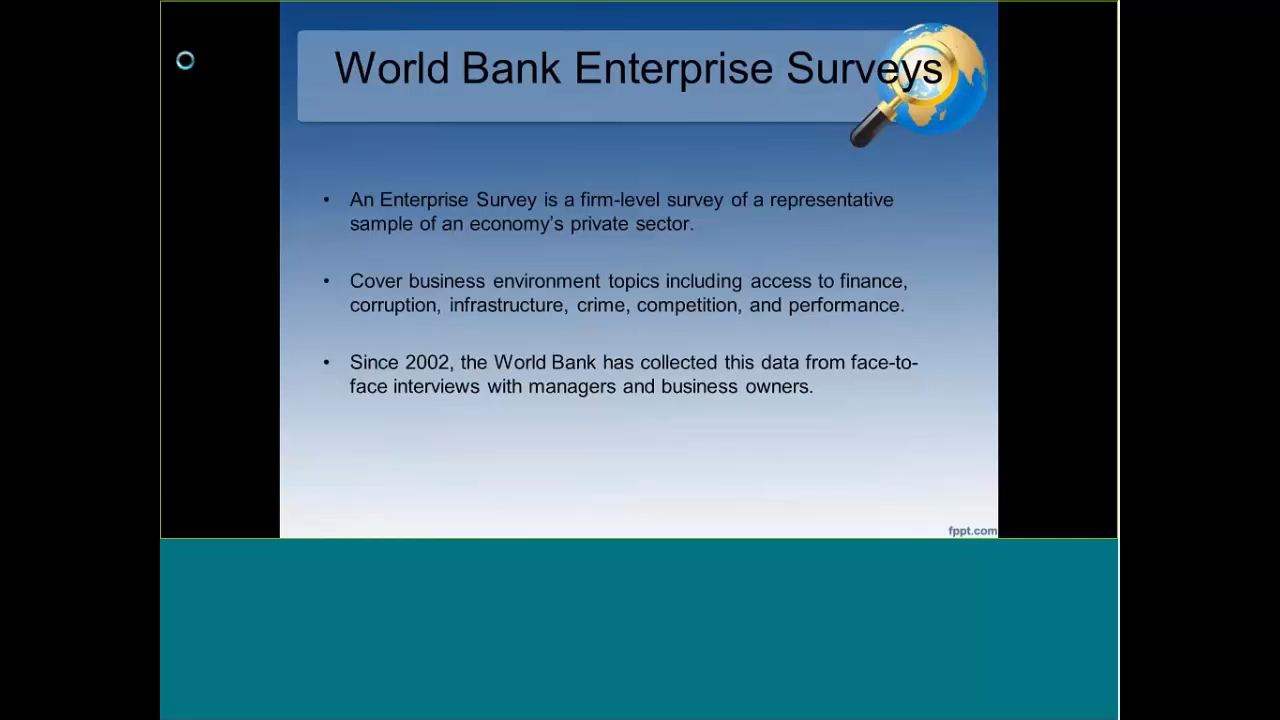 World Bank Enterprise Surveys
• An Enterprise Survey is a firm-level survey of a representative
sample of an economy’s private sector.
• Cover business environment topics including access to finance,
corruption, infrastructure, crime, competition, and performance.
• Since 2002, the World Bank has collected this data from face-to-
face interviews with managers and business owners.
fppt.com